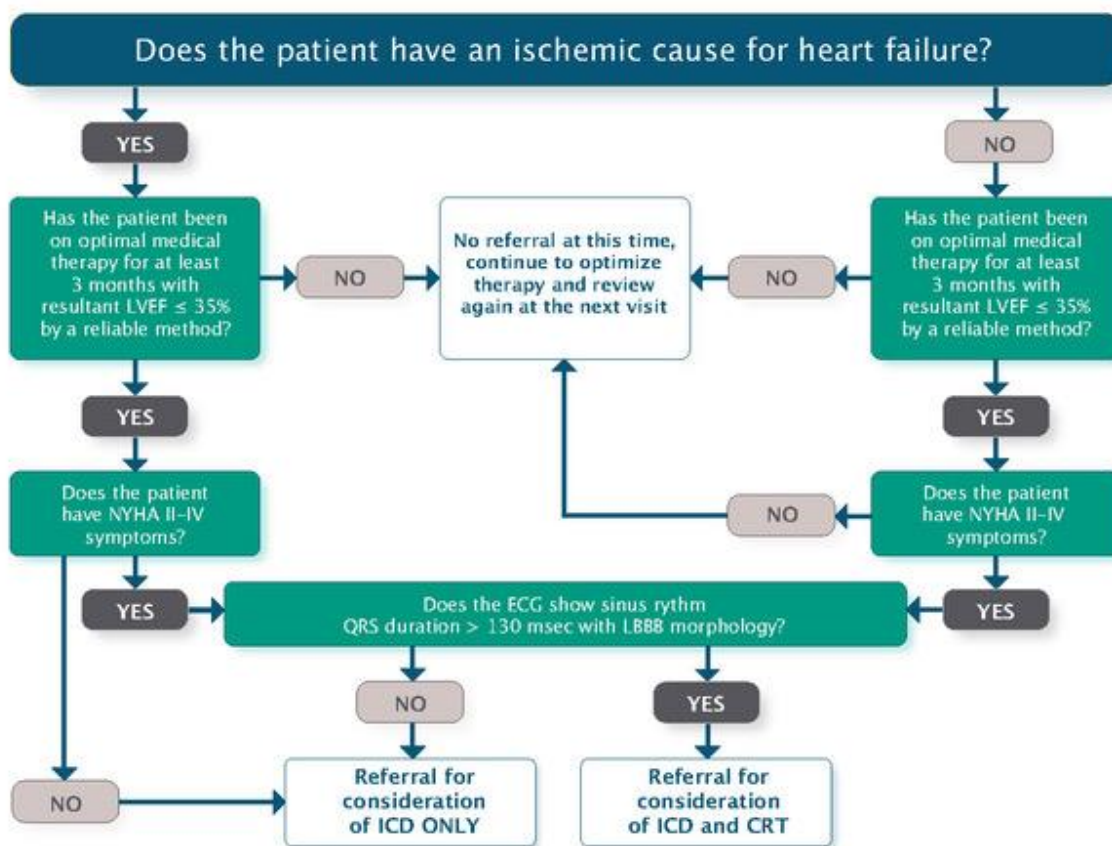 Does the patient have an ischemic cause for heart failure?
YES
NO
Has the patient been
on optimal medical
therapy for at least
3 months with
resultant LVEF ≤ 35%
by a reliable method?
NO
No referral at this time,
continue to optimize
therapy and review
again at the next visit
NO
Has the patient been
on optimal medical
therapy for at least
3 months with
resultant LVEF ≤ 35%
by a reliable method?
YES
YES
Does the patient
have NYHA II–IV
symptoms?
NO
Does the patient
have NYHA II–IV
symptoms?
YES
Does the ECG show sinus rythm
QRS duration > 130 msec with LBBB morphology?
YES
NO
YES
NO
Referral for
consideration
of ICD ONLY
Referral for
consideration
of ICD and CRT